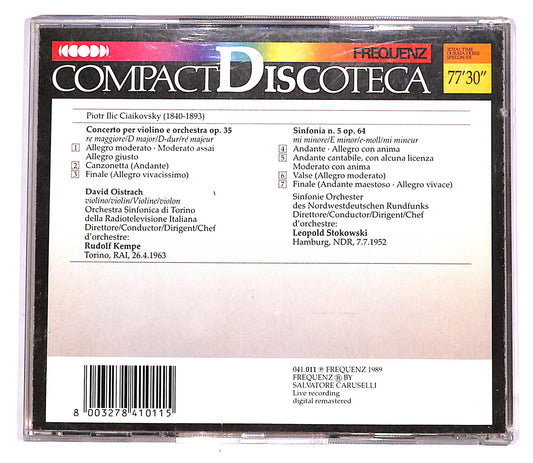 FREQUENZ
COMPACT DISCOTECA
TOTAL TIME
77'30"
Piotr Ilic Ciaikovsky (1840-1893)
Concerto per violino e orchestra op. 35
re maggiore/D major/D-dur/ré majeur
1 Allegro moderato · Moderato assai
Allegro giusto
2 Canzonetta (Andante)
3 Finale (Allegro vivacissimo)
David Oistrach
violino/violin/Violine/violon
Orchestra Sinfonica di Torino
della Radiotelevisione Italiana
Direttore/Conductor/Dirigent/Chef
d'orchestre:
Rudolf Kempe
Torino, RAI, 26.4.1963
Sinfonia n. 5 op. 64
mi minore/E minor/e-moll/mi mineur
4 Andante · Allegro con anima
5 Andante cantabile, con alcuna licenza
Moderato con anima
6 Valse (Allegro moderato)
7 Finale (Andante maestoso · Allegro vivace)
Sinfonie Orchester
des Nordwestdeutschen Rundfunks
Direttore/Conductor/Dirigent/Chef
d'orchestre:
Leopold Stokowski
Hamburg, NDR, 7.7.1952
041.011 ℗ FREQUENZ 1989
FREQUENZ ® BY
SALVATORE CARUSELLI
Live recording
digital remastered
8 003278 410115